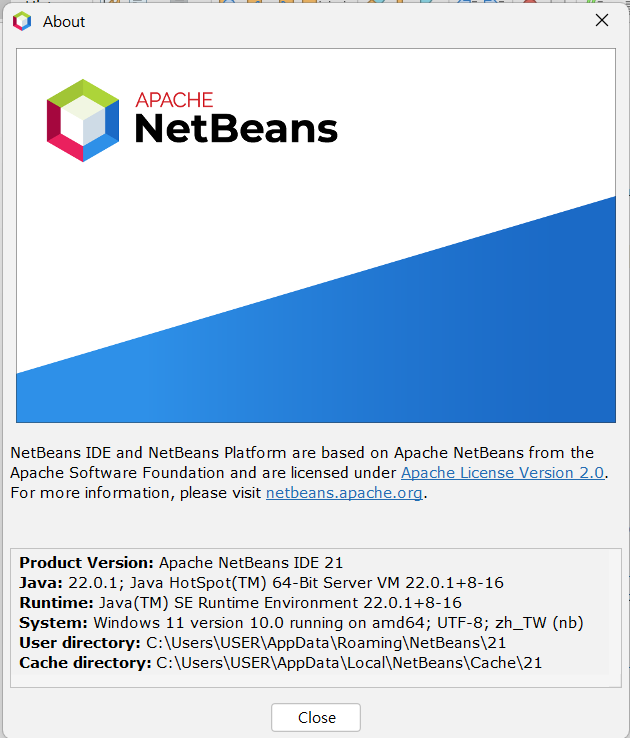 About
APACHE
NetBeans
NetBeans IDE and NetBeans Platform are based on Apache NetBeans from the
Apache Software Foundation and are licensed under Apache License Version 2.0.
For more information, please visit netbeans.apache.org.
Product Version: Apache NetBeans IDE 21
Java: 22.0.1; Java HotSpot(TM) 64-Bit Server VM 22.0.1+8-16
Runtime: Java(TM) SE Runtime Environment 22.0.1+8-16
System: Windows 11 version 10.0 running on amd64; UTF-8; zh_TW (nb)
User directory: C:\Users\USER\AppData\Roaming\NetBeans\21
Cache directory: C:\Users\USER\AppData\Local\NetBeans\Cache\21
Close